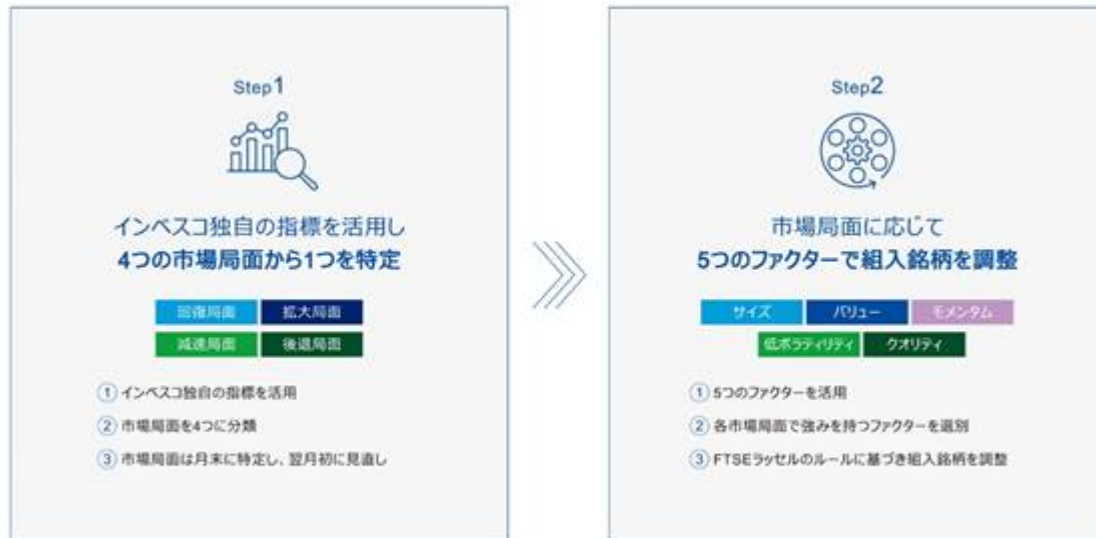 Step1
インベスコ独自の指標を活用し
4つの市場局面から1つを特定
回復局面
拡大局面
減速局面
後退局面
① インベスコ独自の指標を活用
② 市場局面を4つに分類
③ 市場局面は月末に特定し、翌月初に見直し
Step2
市場局面に応じて
5つのファクターで組入銘柄を調整
サイズ
バリュー
モメンタム
低ボラティリティ
クオリティ
① 5つのファクターを活用
② 各市場局面で強みを持つファクターを選別
③ FTSEラッセルのルールに基づき組入銘柄を調整